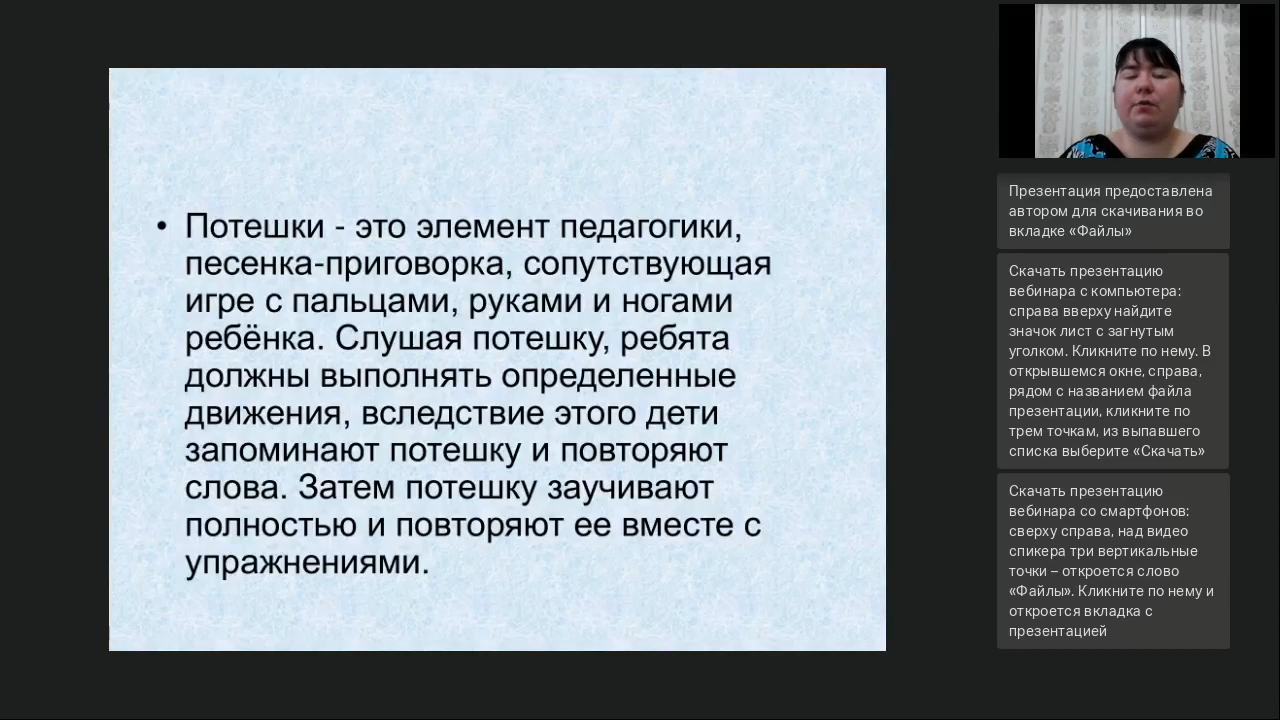 • Потешки - это элемент педагогики,
песенка-приговорка, сопутствующая
игре с пальцами, руками и ногами
ребёнка. Слушая потешку, ребята
должны выполнять определенные
движения, вследствие этого дети
запоминают потешку и повторяют
слова. Затем потешку заучивают
полностью и повторяют ее вместе с
упражнениями.
Презентация предоставлена
автором для скачивания во
вкладке «Файлы»
Скачать презентацию
вебинара с компьютера:
справа вверху найдите
значок лист с загнутым
уголком. Кликните по нему. В
открывшемся окне, справа,
рядом с названием файла
презентации, кликните по
трем точкам, из выпавшего
списка выберите «Скачать»
Скачать презентацию
вебинара со смартфонов:
сверху справа, над видео
спикера три вертикальные
точки – откроется слово
«Файлы». Кликните по нему и
откроется вкладка с
презентацией